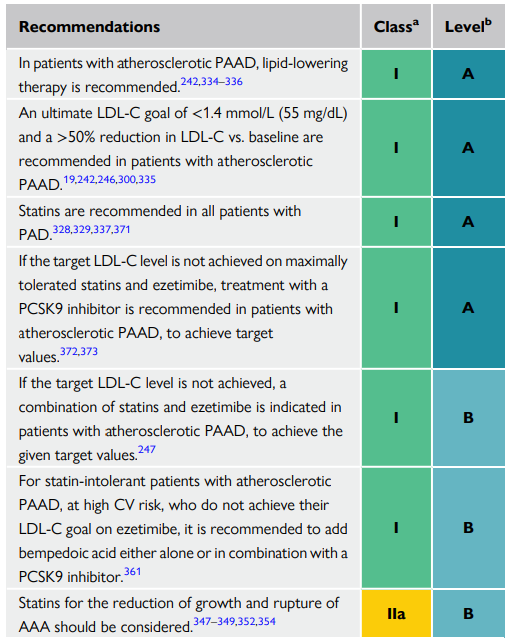 Recommendations Classᵃ Levelᵇ
In patients with atherosclerotic PAAD, lipid-lowering
therapy is recommended.242,334–336
I A
An ultimate LDL-C goal of <1.4 mmol/L (55 mg/dL)
and a >50% reduction in LDL-C vs. baseline are
recommended in patients with atherosclerotic
PAAD.19,242,246,300,335
I A
Statins are recommended in all patients with
PAD.328,329,337,371
I A
If the target LDL-C level is not achieved on maximally
tolerated statins and ezetimibe, treatment with a
PCSK9 inhibitor is recommended in patients with
atherosclerotic PAAD, to achieve target
values.372,373
I A
If the target LDL-C level is not achieved, a
combination of statins and ezetimibe is indicated in
patients with atherosclerotic PAAD, to achieve the
given target values.247
I B
For statin-intolerant patients with atherosclerotic
PAAD, at high CV risk, who do not achieve their
LDL-C goal on ezetimibe, it is recommended to add
bempedoic acid either alone or in combination with a
PCSK9 inhibitor.361
I B
Statins for the reduction of growth and rupture of
AAA should be considered.347–349,352,354
IIa B